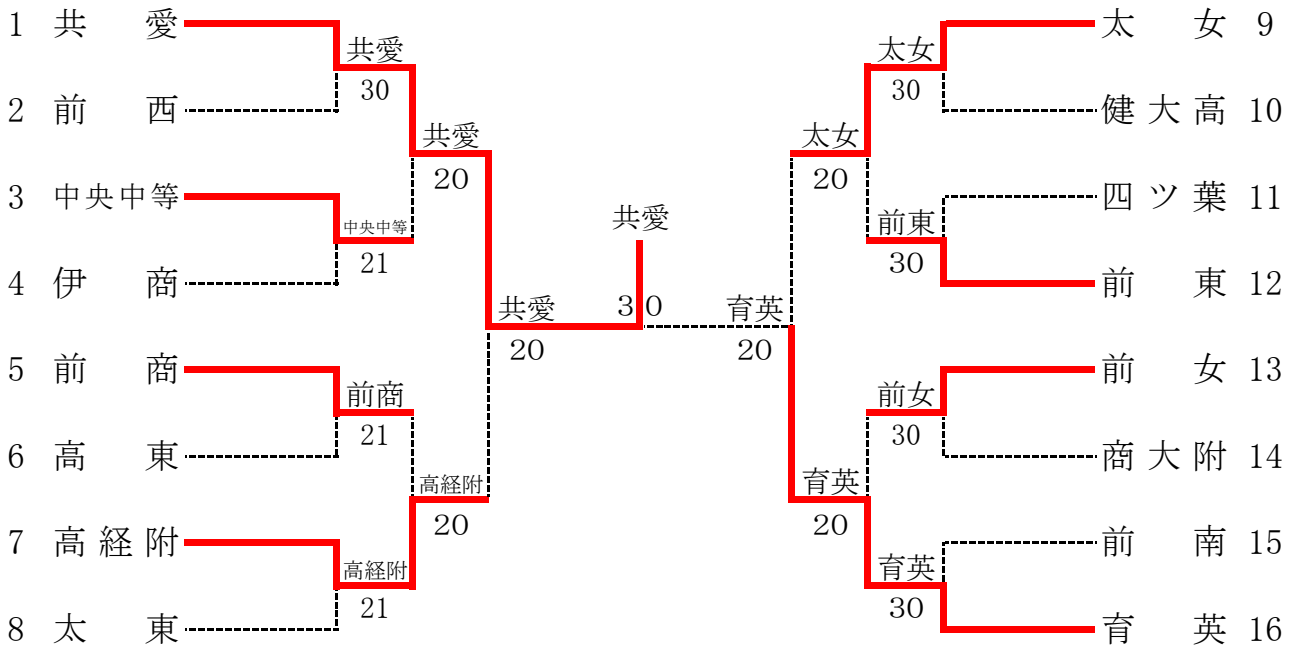 1 共 愛
共愛
30
2 前 西
共愛
20
3 中央中等
中央中等
21
4 伊 商
共愛
20
5 前 商
前商
21
6 高 東
高経附
20
7 高経附
高経附
21
8 太 東
共愛
30
太 女 9
太女
30
健大高 10
太女
20
四ツ葉 11
前東
30
前 東 12
育英
20
前 女 13
前女
30
商大附 14
育英
20
前 南 15
育英
30
育 英 16